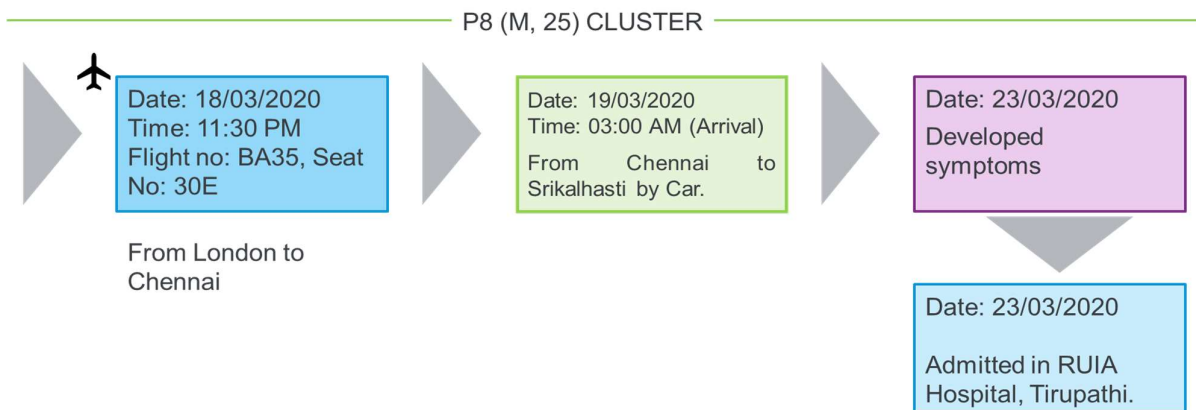 P8 (M, 25) CLUSTER
Date: 18/03/2020
Time: 11:30 PM
Flight no: BA35, Seat
No: 30E
From London to
Chennai
Date: 19/03/2020
Time: 03:00 AM (Arrival)
From Chennai to
Srikalhasti by Car.
Date: 23/03/2020
Developed
symptoms
Date: 23/03/2020
Admitted in RUIA
Hospital, Tirupathi.